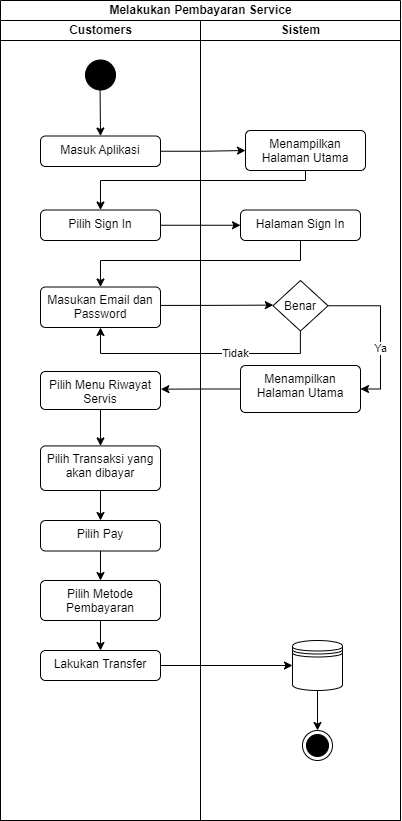 Melakukan Pembayaran Service
Customers
Sistem
Masuk Aplikasi
Menampilkan
Halaman Utama
Pilih Sign In
Halaman Sign In
Masukan Email dan
Password
Benar
Tidak
Ya
Pilih Menu Riwayat
Servis
Menampilkan
Halaman Utama
Pilih Transaksi yang
akan dibayar
Pilih Pay
Pilih Metode
Pembayaran
Lakukan Transfer